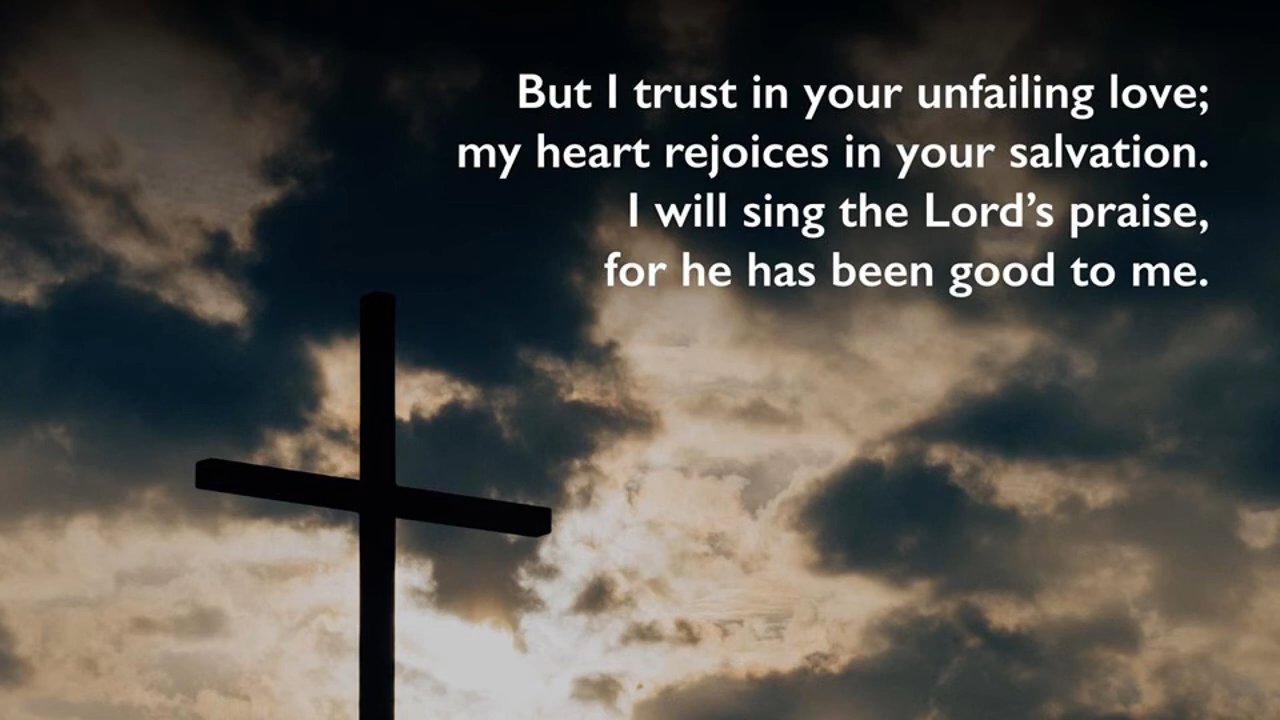 But I trust in your unfailing love;
my heart rejoices in your salvation.
I will sing the Lord’s praise,
for he has been good to me.